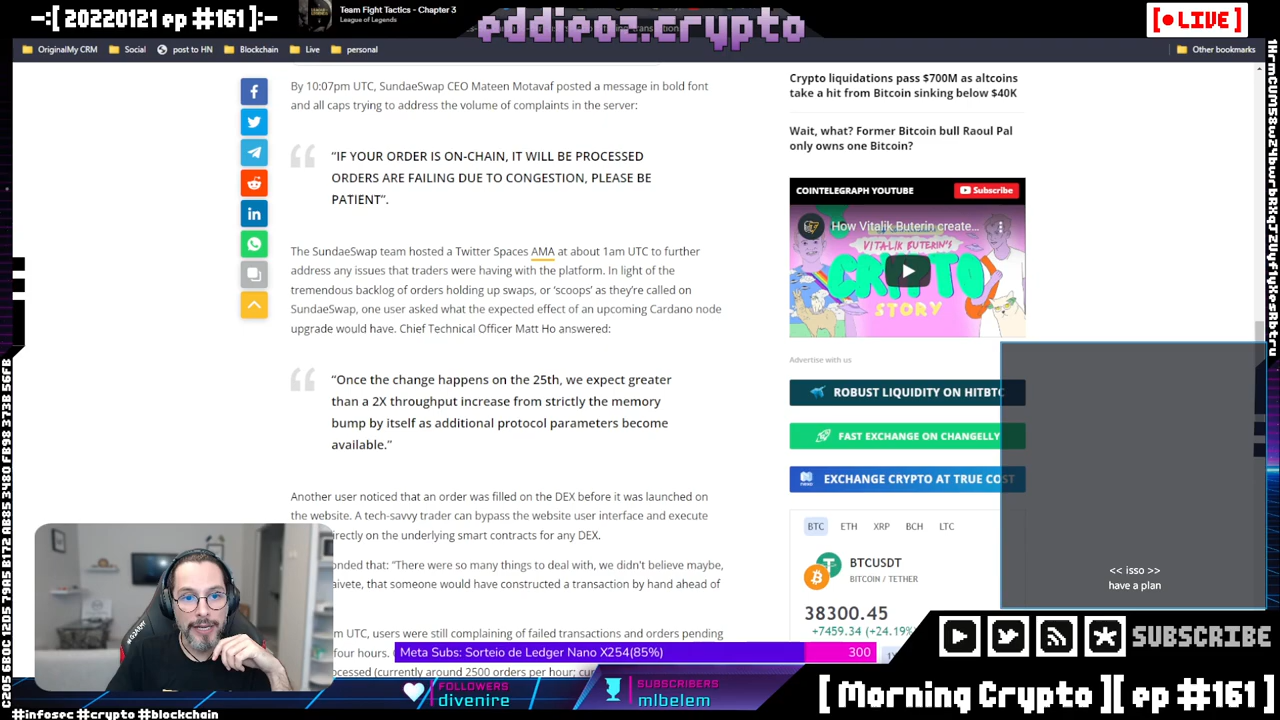 -:[ 20220121 ep #161 ]:-
Team Fight Tactics - Chapter 3
League of Legends
eddieoz.crypto
[ ● LIVE ]
OriginalMy CRM
Social
post to HN
Blockchain
Live
personal
Other bookmarks
By 10:07pm UTC, SundaeSwap CEO Mateen Motavaf posted a message in bold font
and all caps trying to address the volume of complaints in the server:
“IF YOUR ORDER IS ON-CHAIN, IT WILL BE PROCESSED
ORDERS ARE FAILING DUE TO CONGESTION, PLEASE BE
PATIENT”.
The SundaeSwap team hosted a Twitter Spaces AMA at about 1am UTC to further
address any issues that traders were having with the platform. In light of the
tremendous backlog of orders holding up swaps, or ‘scoops’ as they’re called on
SundaeSwap, one user asked what the expected effect of an upcoming Cardano node
upgrade would have. Chief Technical Officer Matt Ho answered:
“Once the change happens on the 25th, we expect greater
than a 2X throughput increase from strictly the memory
bump by itself as additional protocol parameters become
available.”
Another user noticed that an order was filled on the DEX before it was launched on
the website. A tech-savvy trader can bypass the website user interface and execute
directly on the underlying smart contracts for any DEX.
onded that: “There were so many things to deal with, we didn't believe maybe,
aivete, that someone would have constructed a transaction by hand ahead of
m UTC, users were still complaining of failed transactions and orders pending
four hours.
ocessed (currently around 2500 orders per hour;
Crypto liquidations pass $700M as altcoins
take a hit from Bitcoin sinking below $40K
Wait, what? Former Bitcoin bull Raoul Pal
only owns one Bitcoin?
COINTELEGRAPH YOUTUBE
Subscribe
How Vitalik Buterin create...
VITALIK BUTERIN'S
CRYPTO
STORY
Advertise with us
ROBUST LIQUIDITY ON HITBTC
FAST EXCHANGE ON CHANGELLY
EXCHANGE CRYPTO AT TRUE COST
BTC
ETH
XRP
BCH
LTC
BTCUSDT
BITCOIN / TETHER
38300.45
+7459.34 (+24.19%)
<< isso >>
have a plan
Meta Subs: Sorteio de Ledger Nano X254(85%)
300
FOLLOWERS
divenire
SUBSCRIBERS
mlbelem
SUBSCRIBE
[ Morning Crypto ][ ep #161 ]
#infosec #crypto #blockchain